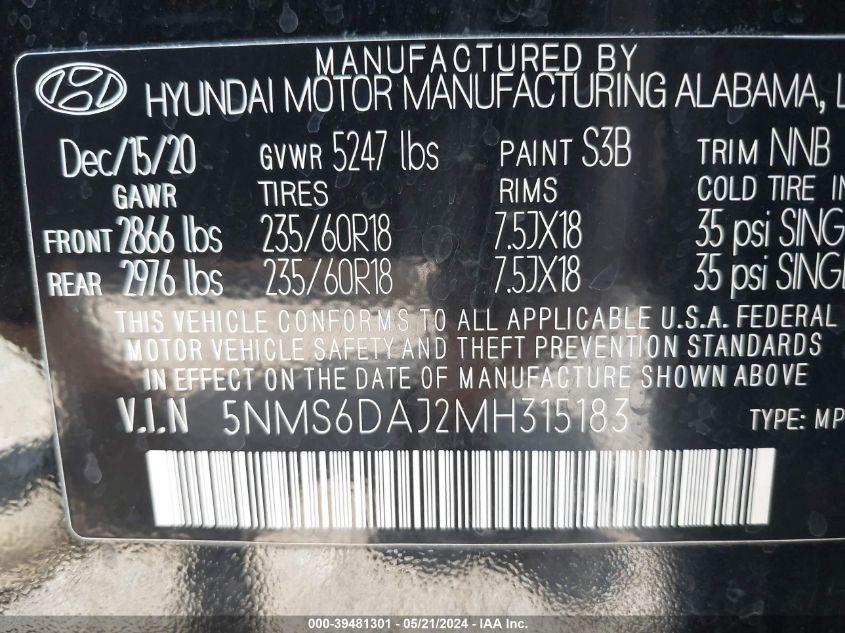 MANUFACTURED BY
HYUNDAI MOTOR MANUFACTURING ALABAMA, L
Dec/15/20 GVWR 5247 lbs PAINT S3B TRIM NNB
GAWR TIRES RIMS COLD TIRE IN
FRONT 2866 lbs 235/60R18 7.5JX18 35 psi SING
REAR 2976 lbs 235/60R18 7.5JX18 35 psi SINGL
THIS VEHICLE CONFORMS TO ALL APPLICABLE U.S.A. FEDERAL
MOTOR VEHICLE SAFETY AND THEFT PREVENTION STANDARDS
IN EFFECT ON THE DATE OF MANUFACTURE SHOWN ABOVE.
V.I.N 5NMS6DAJ2MH315183 TYPE: MP
000-39481301 - 05/21/2024 - IAA Inc.